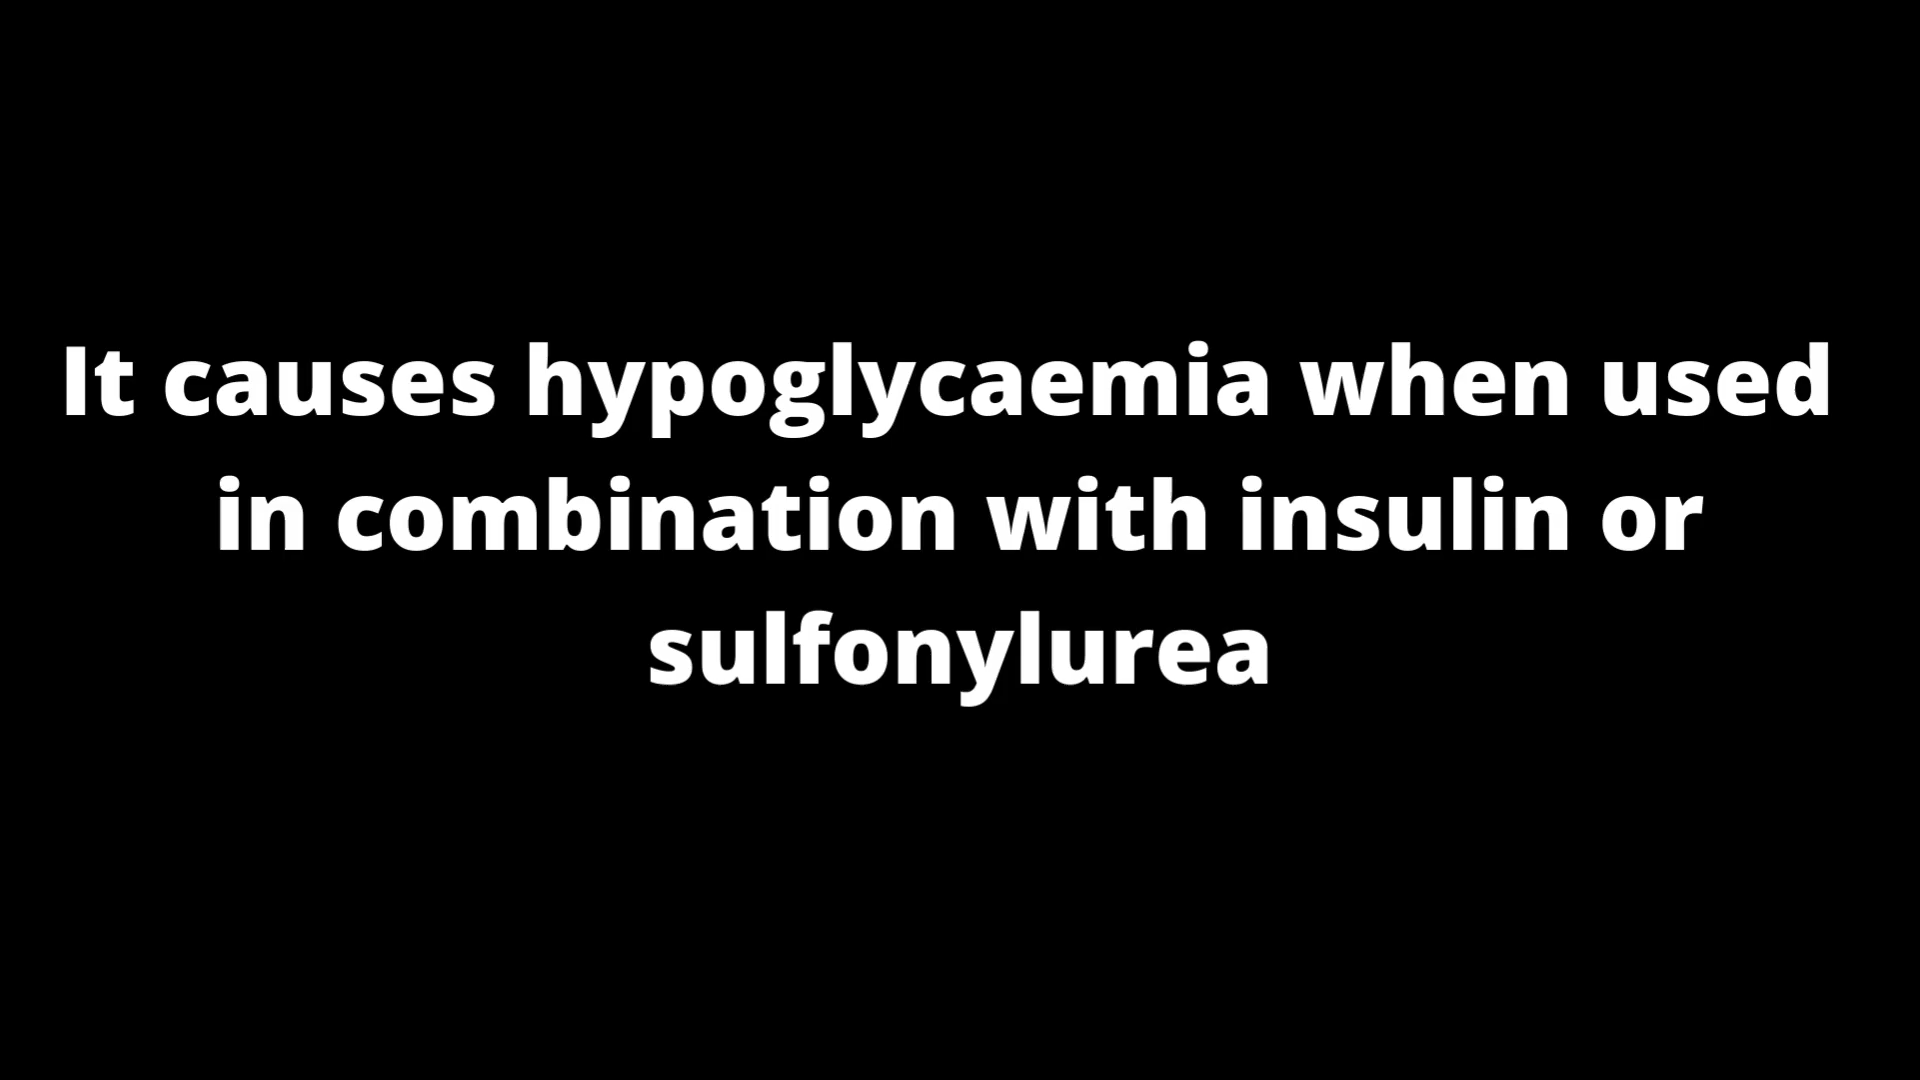 It causes hypoglycaemia when used
in combination with insulin or
sulfonylurea